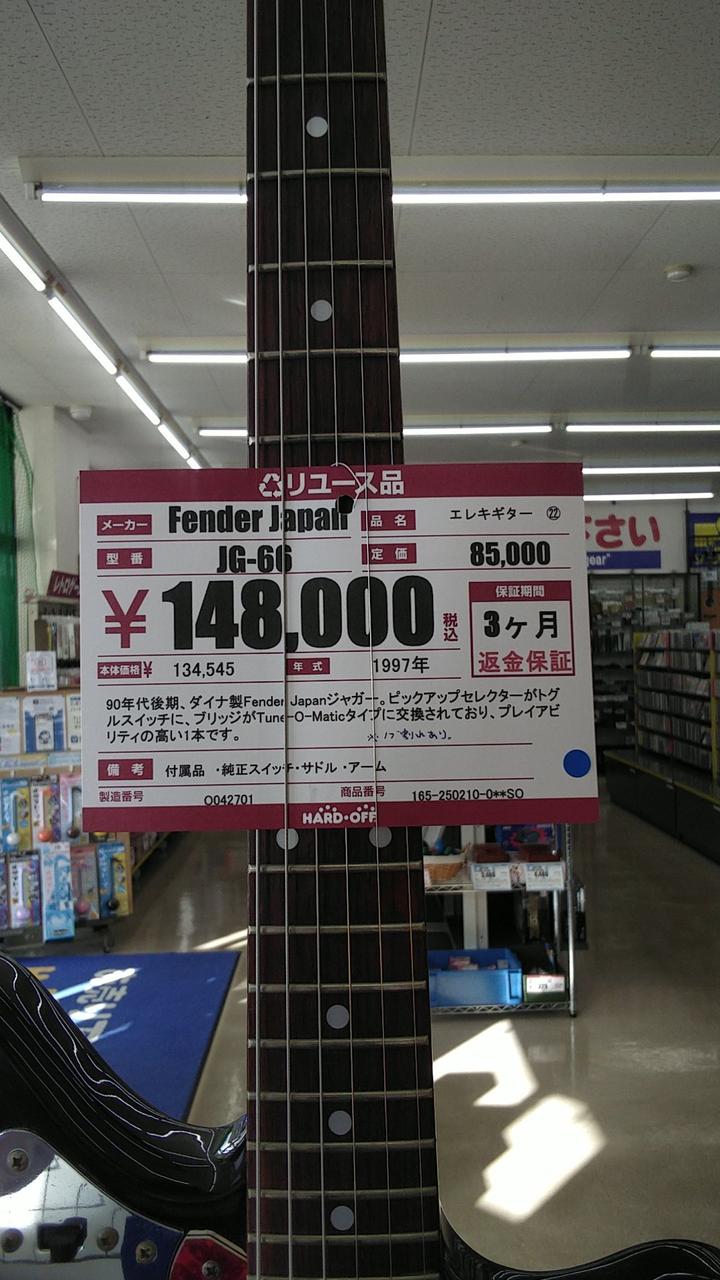 リユース品
メーカー Fender Japan 品名 エレキギター ㉒
型番 JG-66 定価 85,000
¥148,000 税込 保証期間 3ヶ月 返金保証
本体価格¥ 134,545 年式 1997年
90年代後期、ダイナ製Fender Japanジャガー。ピックアップセレクターがトグ
ルスイッチに、ブリッジがTune-O-Maticタイプに交換されており、プレイアビ
リティの高い1本です。
備考 付属品 ・純正スイッチ・サドル ・アーム
製造番号 O042701 商品番号 165-250210-0**SO
HARD・OFF
さい
gear"